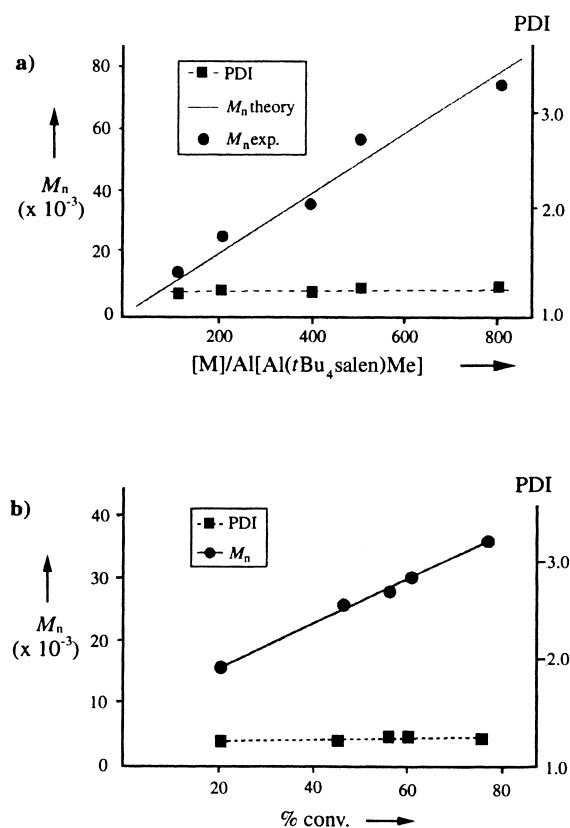 a)
PDI
80
60
40
20
0
Mn
(x 10-3)
PDI
Mn theory
Mn exp.
3.0
2.0
1.0
200 400 600 800
[M]/Al[Al(tBu4salen)Me]
b)
PDI
40
30
20
10
0
Mn
(x 10-3)
PDI
Mn
3.0
2.0
1.0
20 40 60 80
% conv.